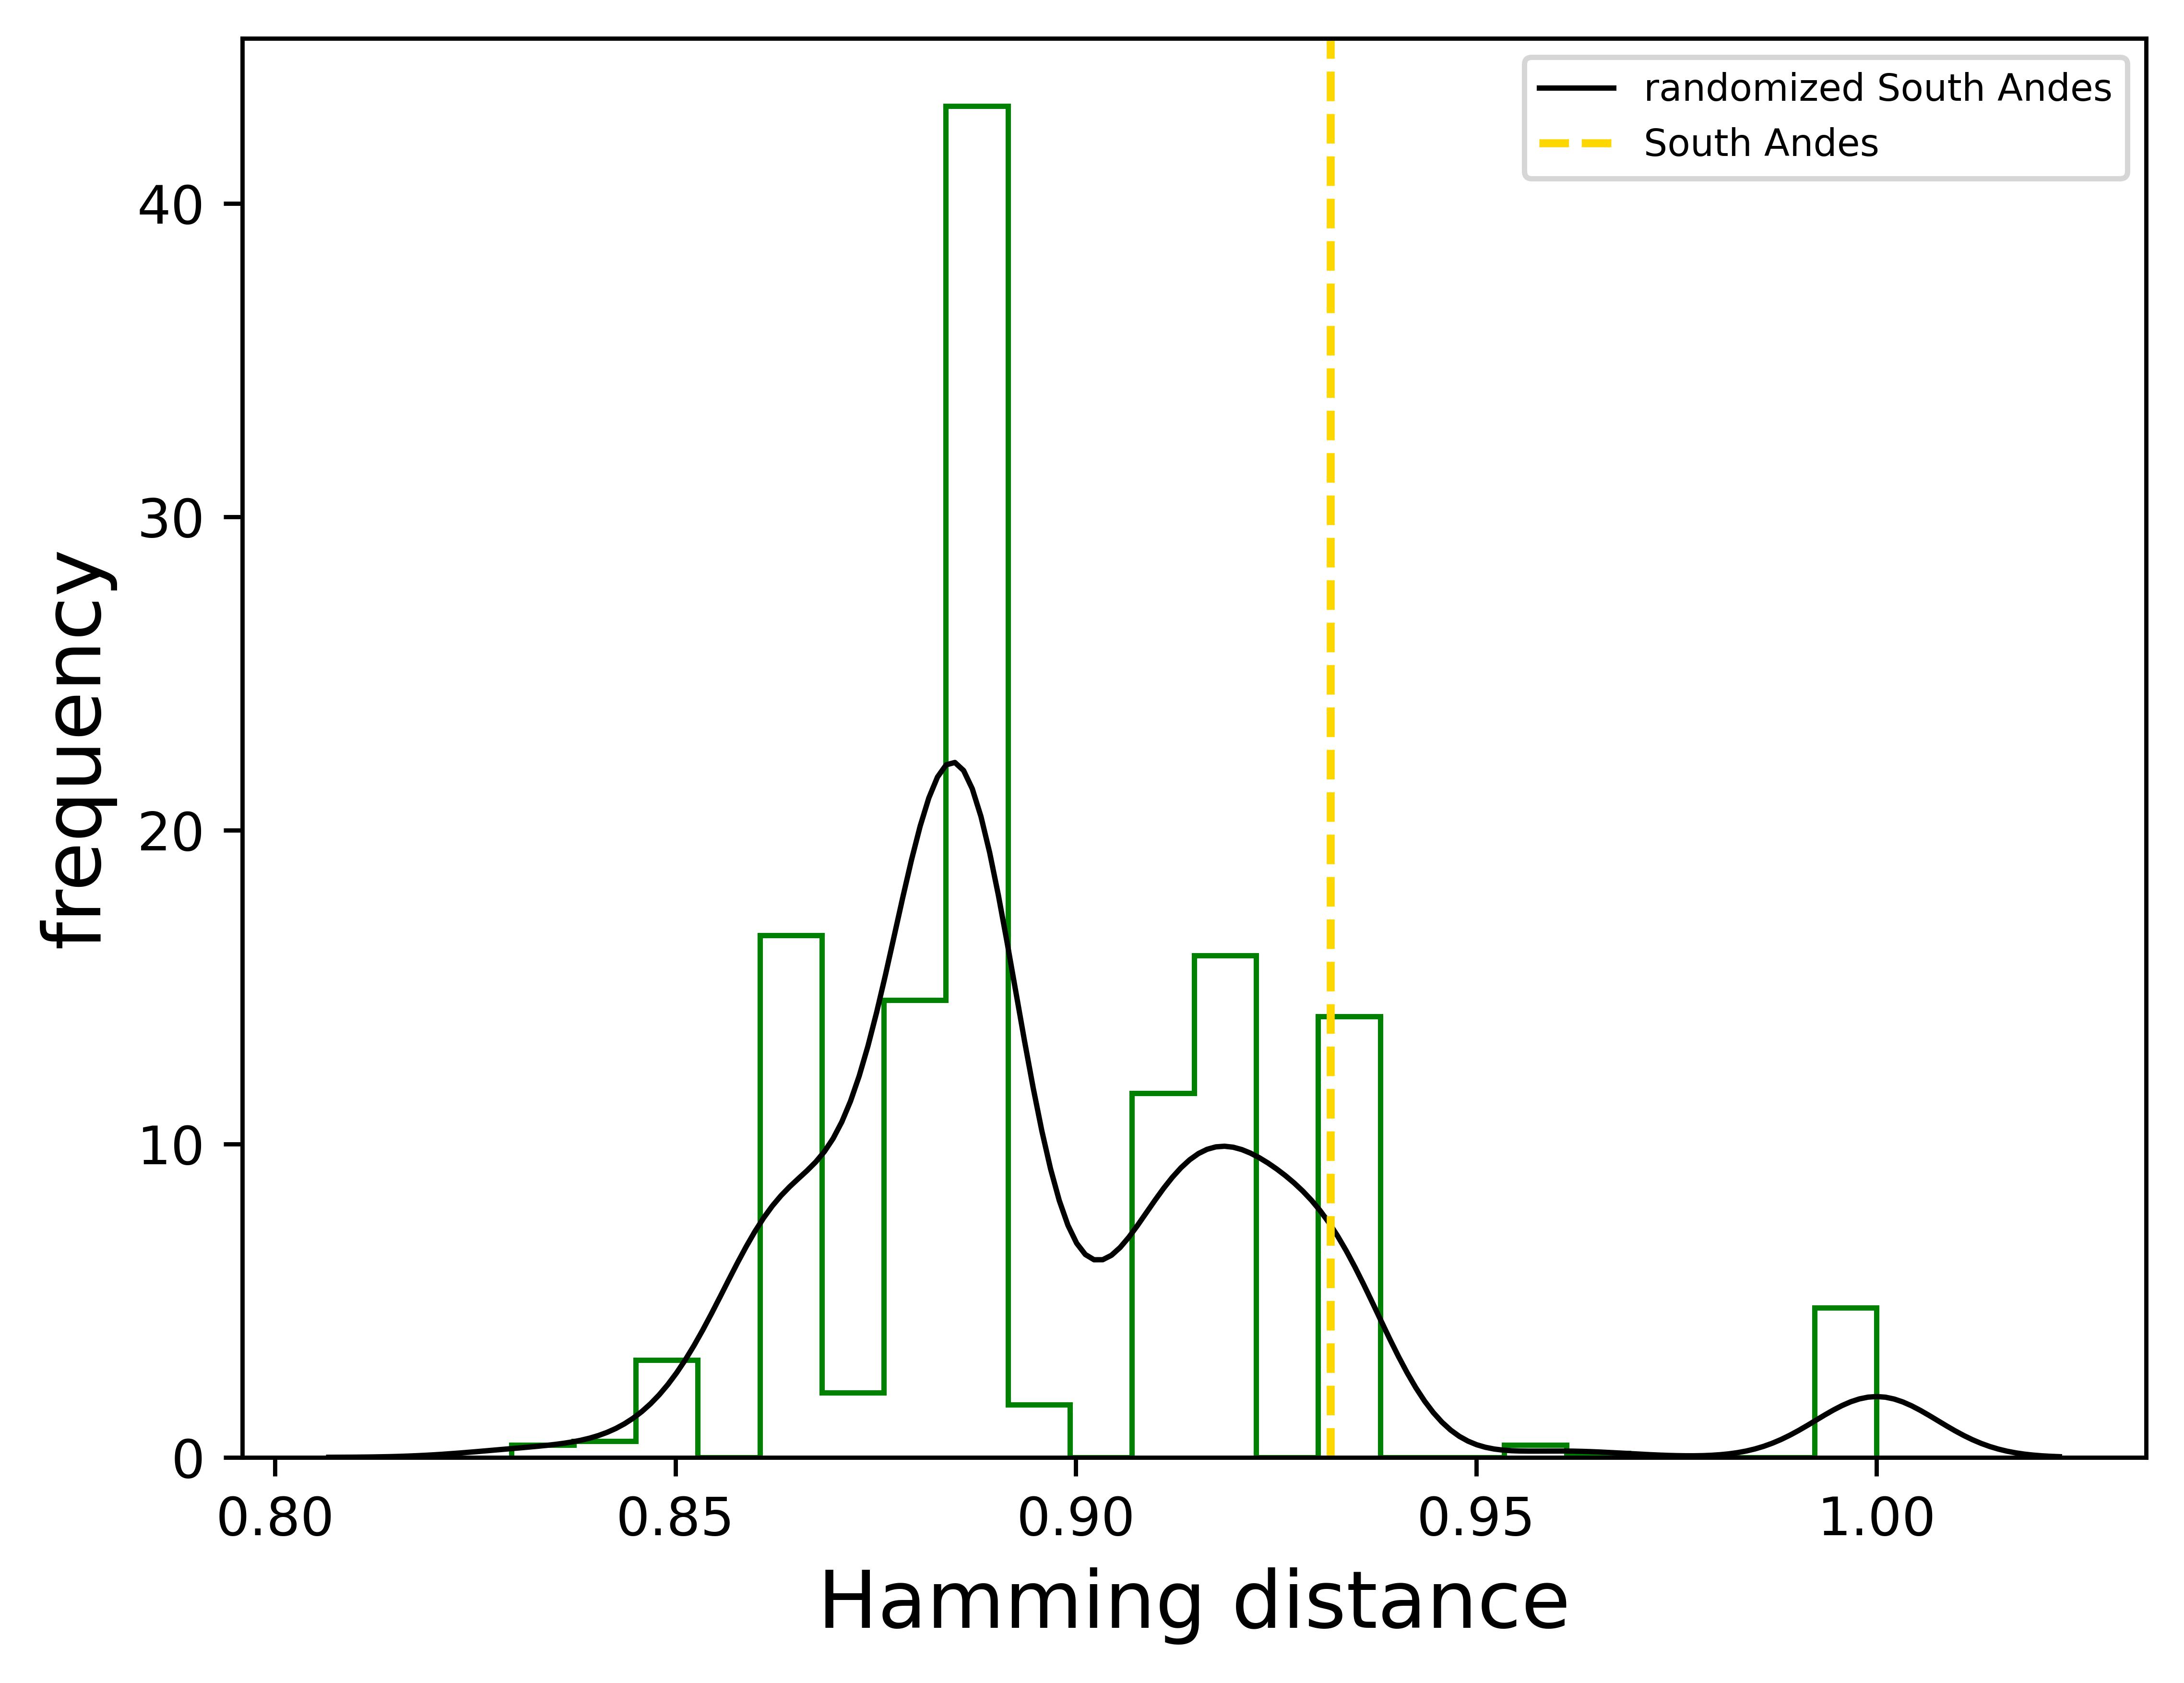 randomized South Andes
South Andes
frequency
40
30
20
10
0
0.80 0.85 0.90 0.95 1.00
Hamming distance